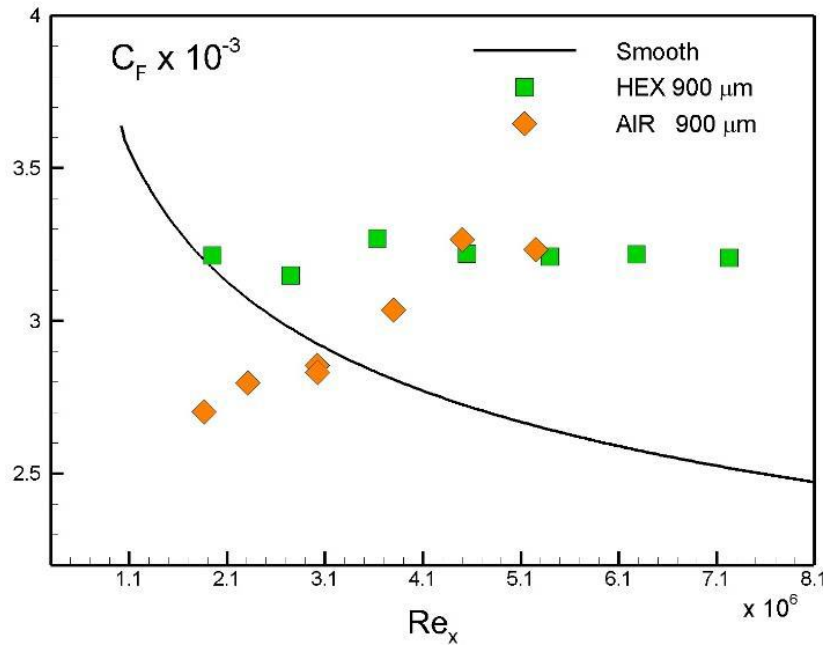 4
C_F x 10^-3
Smooth
HEX 900 μm
AIR 900 μm
3.5
3
2.5
1.1 2.1 3.1 4.1 5.1 6.1 7.1 8.1
x 10^6
Re_x